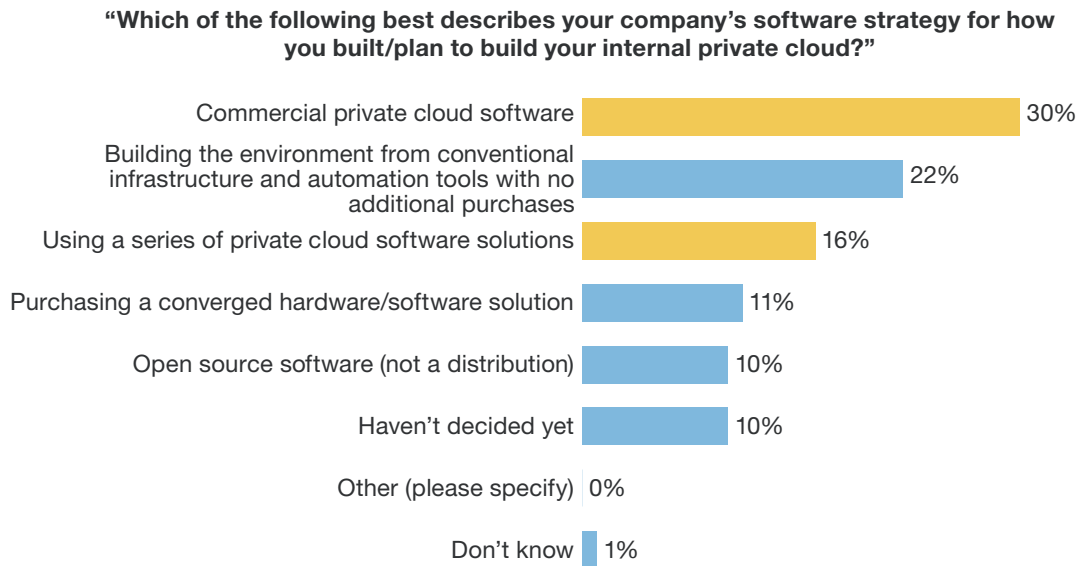 “Which of the following best describes your company’s software strategy for how
you built/plan to build your internal private cloud?”
Commercial private cloud software
30%
Building the environment from conventional
infrastructure and automation tools with no
additional purchases
22%
Using a series of private cloud software solutions
16%
Purchasing a converged hardware/software solution
11%
Open source software (not a distribution)
10%
Haven’t decided yet
10%
Other (please specify)
0%
Don’t know
1%